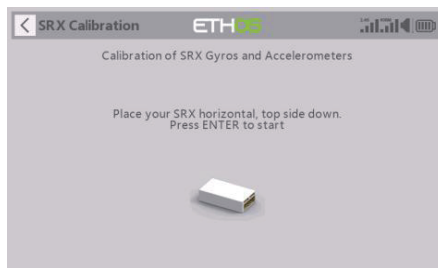 SRX Calibration
ETHOS
Calibration of SRX Gyros and Accelerometers
Place your SRX horizontal, top side down.
Press ENTER to start